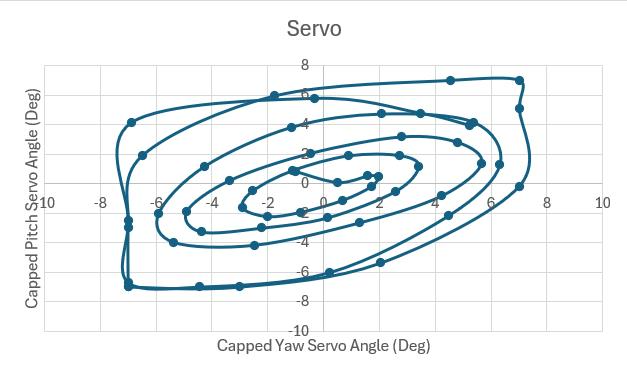 Servo
Capped Pitch Servo Angle (Deg)
8
6
4
2
0
-2
-4
-6
-8
-10
-10 -8 -6 -4 -2 0 2 4 6 8 10
Capped Yaw Servo Angle (Deg)